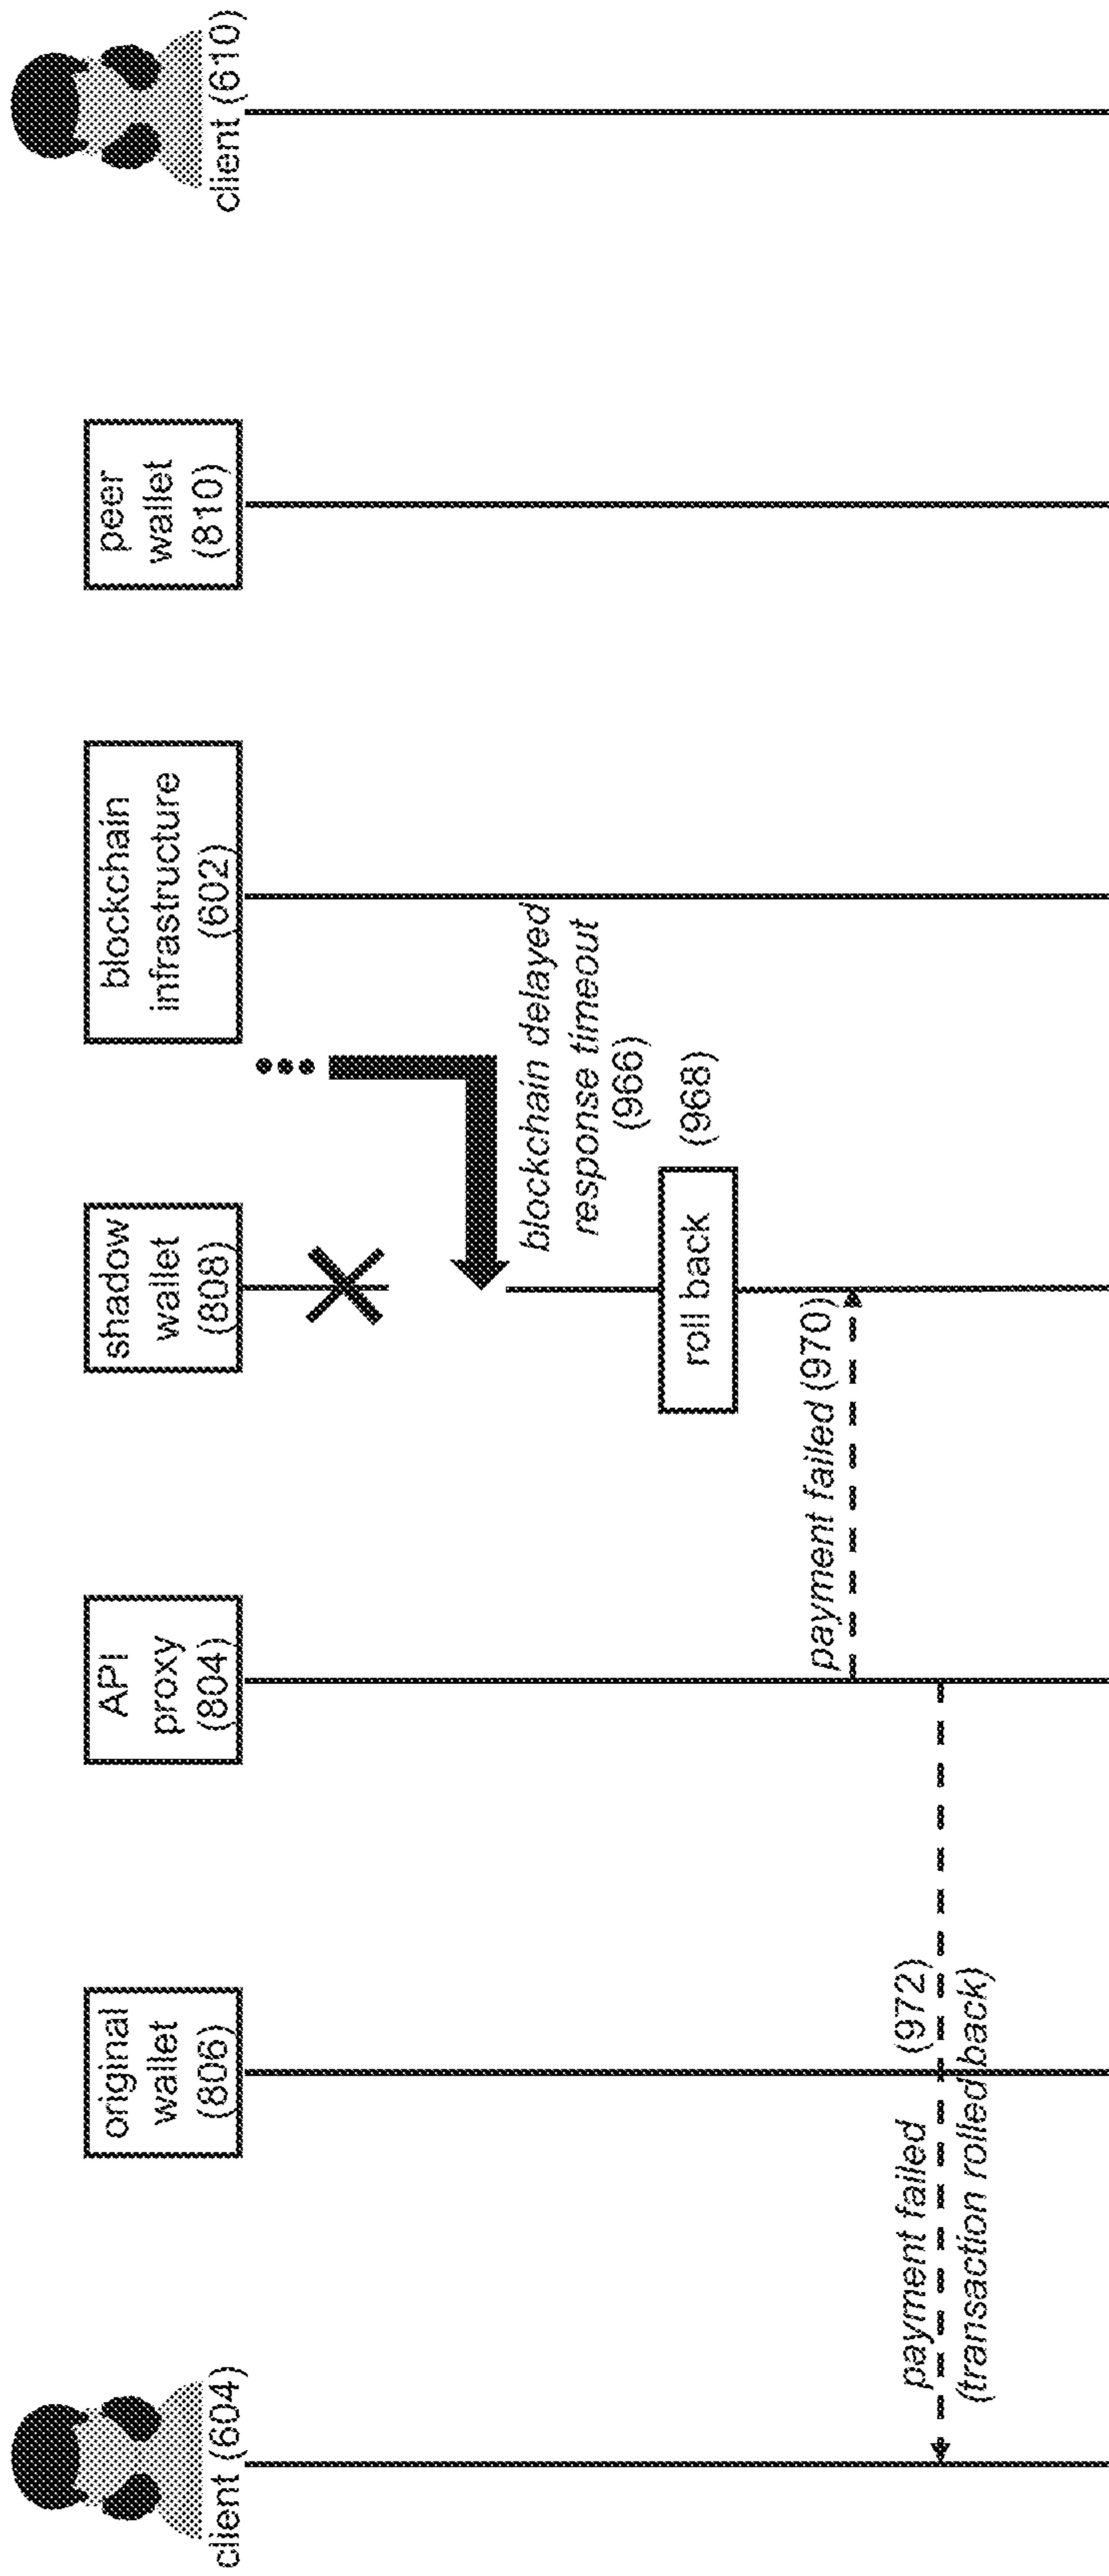 client (604)
original
wallet
(806)
API
proxy
(804)
shadow
wallet
(808)
blockchain
infrastructure
(602)
peer
wallet
(810)
client (610)
blockchain delayed
response timeout
(966)
roll back
(968)
payment failed (970)
payment failed (972)
(transaction rolled back)